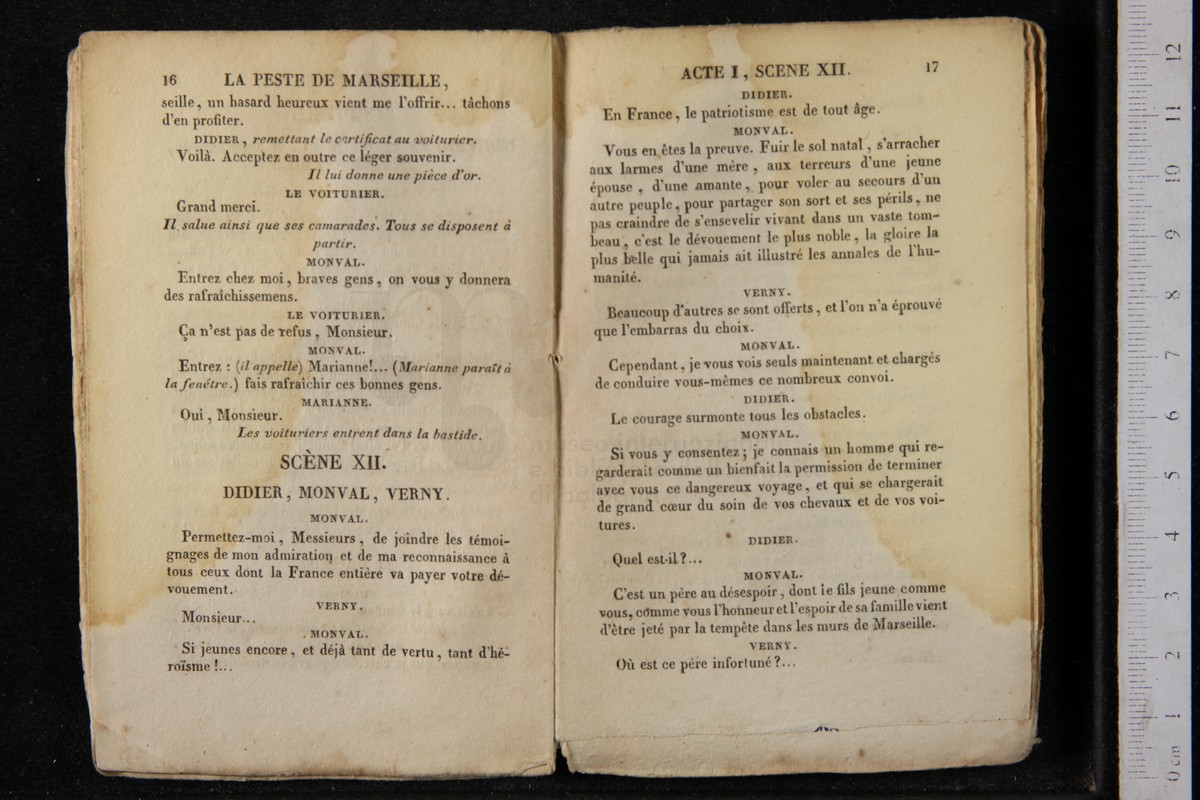 16 LA PESTE DE MARSEILLE,
seille, un hasard heureux vient me l'offrir... tâchons
d'en profiter.
DIDIER, remettant le certificat au voiturier.
Voilà. Acceptez en outre ce léger souvenir.
Il lui donne une pièce d'or.
LE VOITURIER.
Grand merci.
Il salue ainsi que ses camarades. Tous se disposent à
partir.
MONVAL.
Entrez chez moi, braves gens, on vous y donnera
des rafraîchissemens.
LE VOITURIER.
Ça n'est pas de refus, Monsieur.
MONVAL.
Entrez : (il appelle) Marianne!... (Marianne paraît à
la fenêtre.) fais rafraîchir ces bonnes gens.
MARIANNE.
Oui, Monsieur.
Les voituriers entrent dans la bastide.
SCÈNE XII.
DIDIER, MONVAL, VERNY.
MONVAL.
Permettez-moi, Messieurs, de joindre les témoi-
gnages de mon admiration et de ma reconnaissance à
tous ceux dont la France entière va payer votre dé-
vouement.
VERNY.
Monsieur...
MONVAL.
Si jeunes encore, et déjà tant de vertu, tant d'hé-
roïsme!...
ACTE I, SCENE XII. 17
DIDIER.
En France, le patriotisme est de tout âge.
MONVAL.
Vous en êtes la preuve. Fuir le sol natal, s'arracher
aux larmes d'une mère, aux terreurs d'une jeune
épouse, d'une amante, pour voler au secours d'un
autre peuple, pour partager son sort et ses périls, ne
pas craindre de s'ensevelir vivant dans un vaste tom-
beau, c'est le dévouement le plus noble, la gloire la
plus belle qui jamais ait illustré les annales de l'hu-
manité.
VERNY.
Beaucoup d'autres se sont offerts, et l'on n'a éprouvé
que l'embarras du choix.
MONVAL.
Cependant, je vous vois seuls maintenant et chargés
de conduire vous-mêmes ce nombreux convoi.
DIDIER.
Le courage surmonte tous les obstacles.
MONVAL.
Si vous y consentez; je connais un homme qui re-
garderait comme un bienfait la permission de terminer
avec vous ce dangereux voyage, et qui se chargerait
de grand cœur du soin de vos chevaux et de vos voi-
tures.
DIDIER.
Quel est-il?...
MONVAL.
C'est un père au désespoir, dont le fils jeune comme
vous, comme vous l'honneur et l'espoir de sa famille vient
d'être jeté par la tempête dans les murs de Marseille.
VERNY.
Où est ce père infortuné?...
0 cm 1 2 3 4 5 6 7 8 9 10 11 12